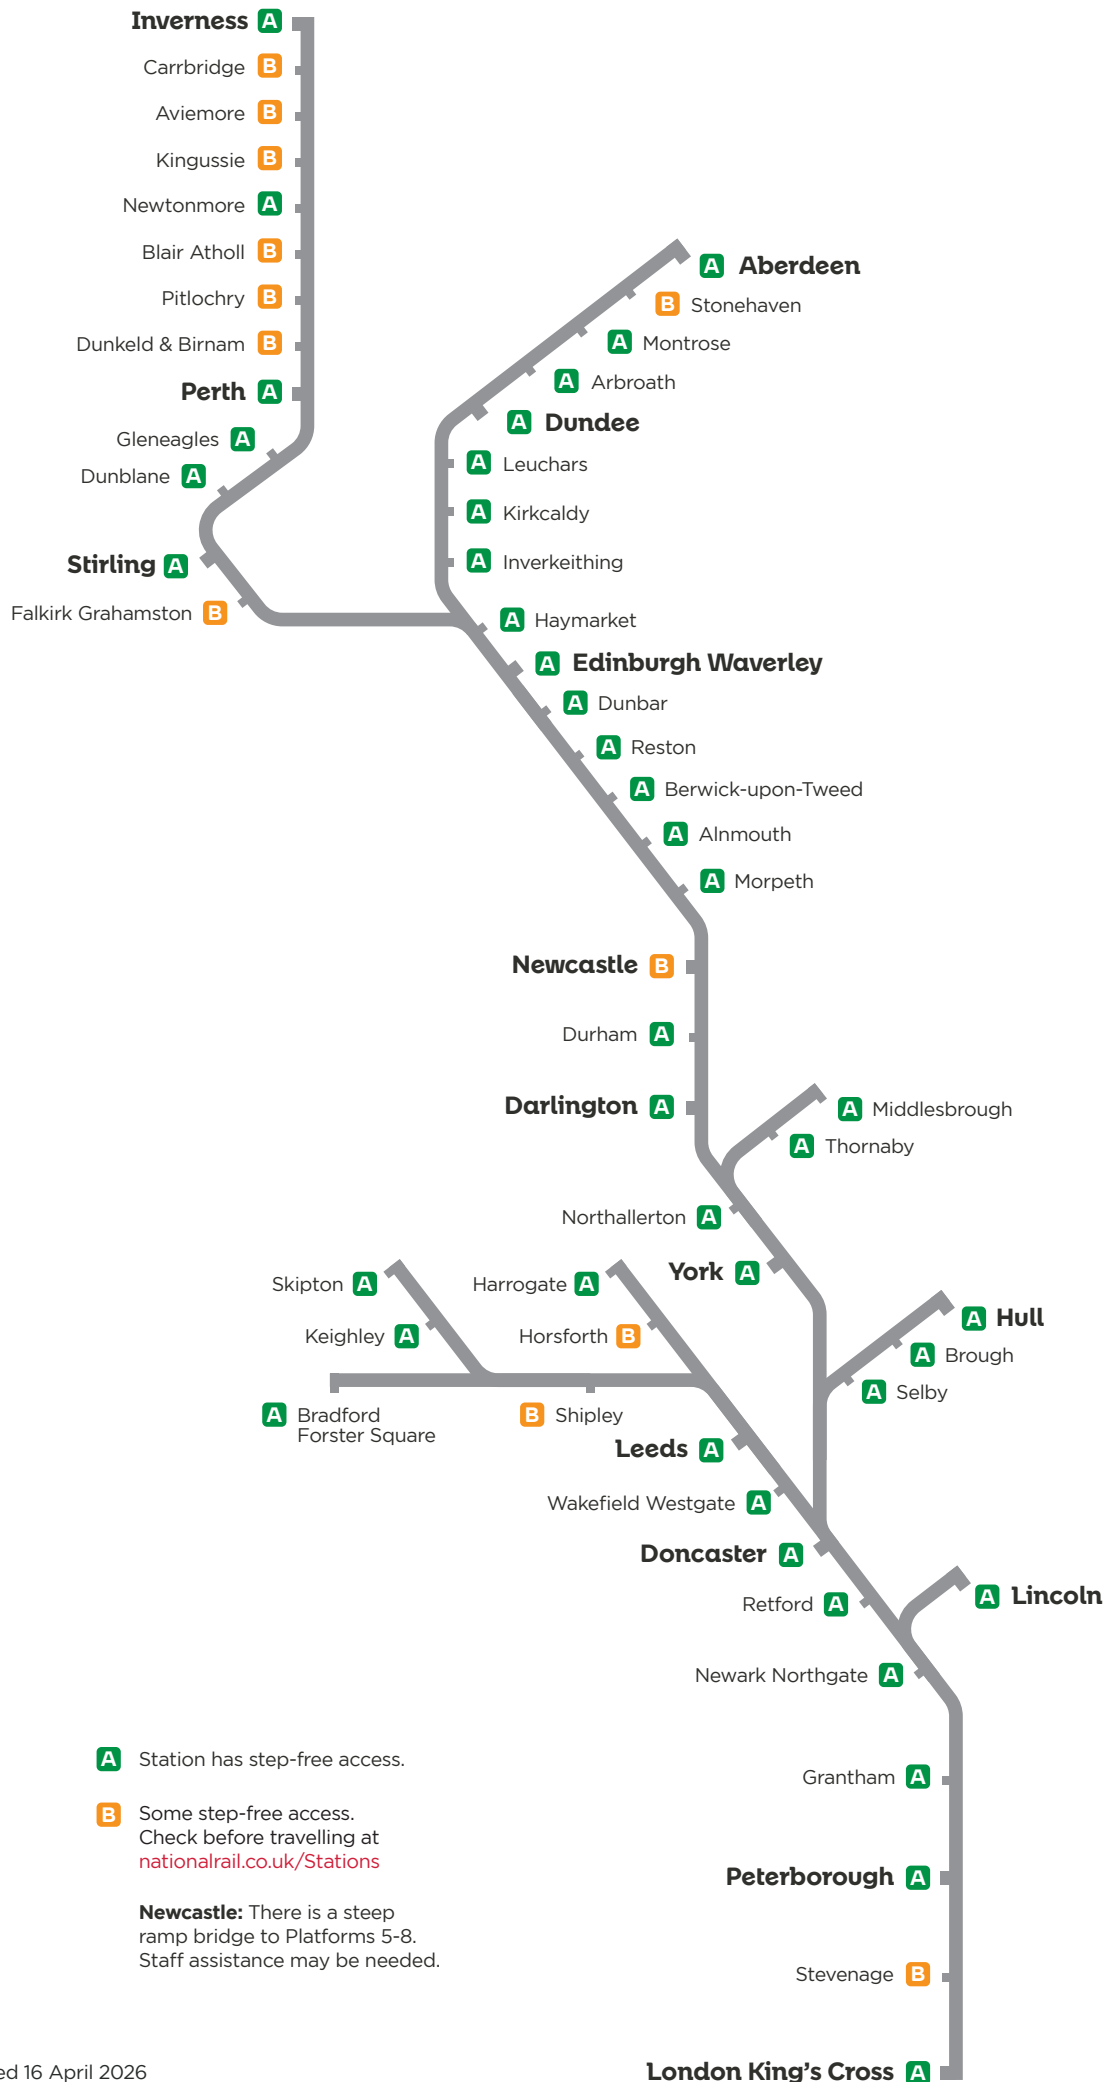 Inverness A
Carrbridge B
Aviemore B
Kingussie B
Newtonmore A
Blair Atholl B
Pitlochry B
Dunkeld & Birnam B
Perth A
Gleneagles A
Dunblane A
Stirling A
Falkirk Grahamston B
A Aberdeen
B Stonehaven
A Montrose
A Arbroath
A Dundee
A Leuchars
A Kirkcaldy
A Inverkeithing
A Haymarket
A Edinburgh Waverley
A Dunbar
A Reston
A Berwick-upon-Tweed
A Alnmouth
A Morpeth
Newcastle B
Durham A
Darlington A
A Middlesbrough
A Thornaby
Northallerton A
York A
Skipton A
Keighley A
Harrogate A
Horsforth B
A Bradford
Forster Square
B Shipley
A Hull
A Brough
A Selby
Leeds A
Wakefield Westgate A
Doncaster A
Retford A
A Lincoln
Newark Northgate A
Grantham A
Peterborough A
Stevenage B
London King's Cross A
A Station has step-free access.
B Some step-free access.
Check before travelling at
nationalrail.co.uk/Stations
Newcastle: There is a steep
ramp bridge to Platforms 5-8.
Staff assistance may be needed.
ed 16 April 2026